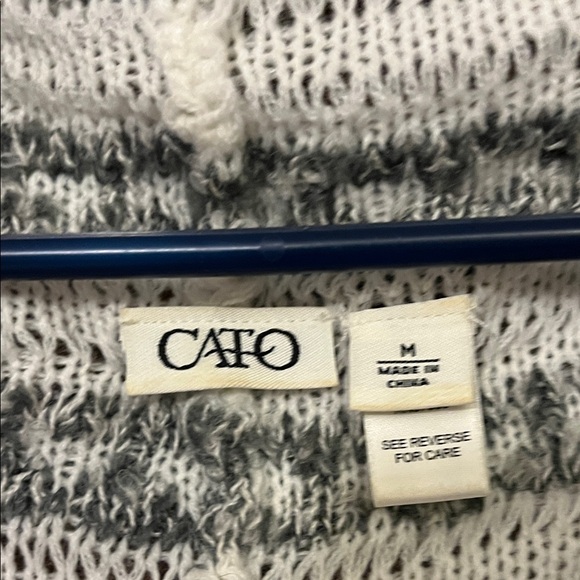 CATO
M
MADE IN
CHINA
SEE REVERSE
FOR CARE